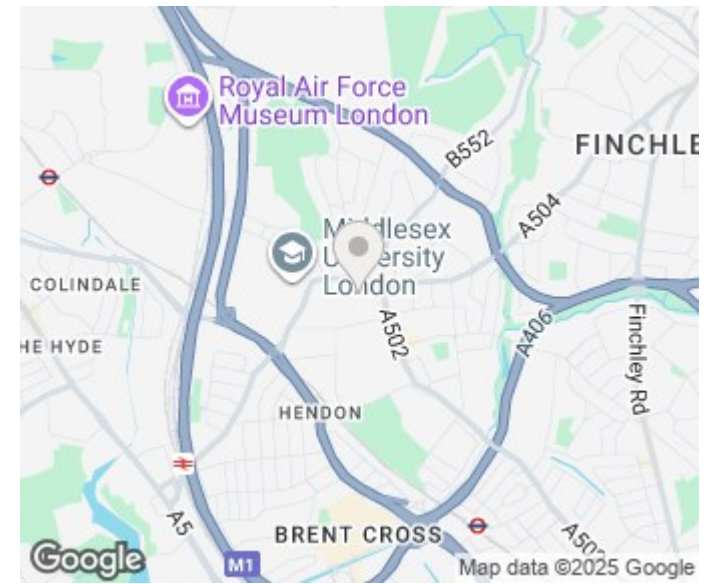 Royal Air Force
Museum London
FINCHLE
B552
A504
Middlesex
University
London
COLINDALE
HE HYDE
A502
A406
Finchley Rd
HENDON
A5
BRENT CROSS
A502
M1
Google
Map data ©2025 Google